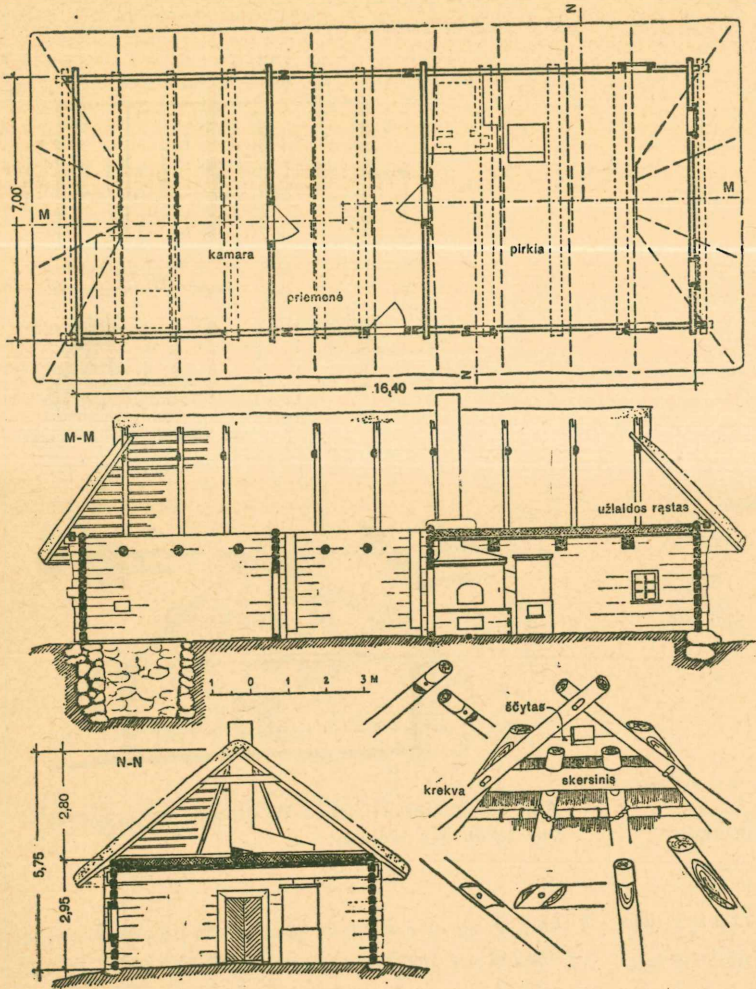 N
7,00
M
M
kamara
priemenė
pirkia
N
16,40
M-M
užlaidos rąstas
1 0 1 2 3 M
N-N
5,75
2,80
2,95
ščytas
krekva
skersinis